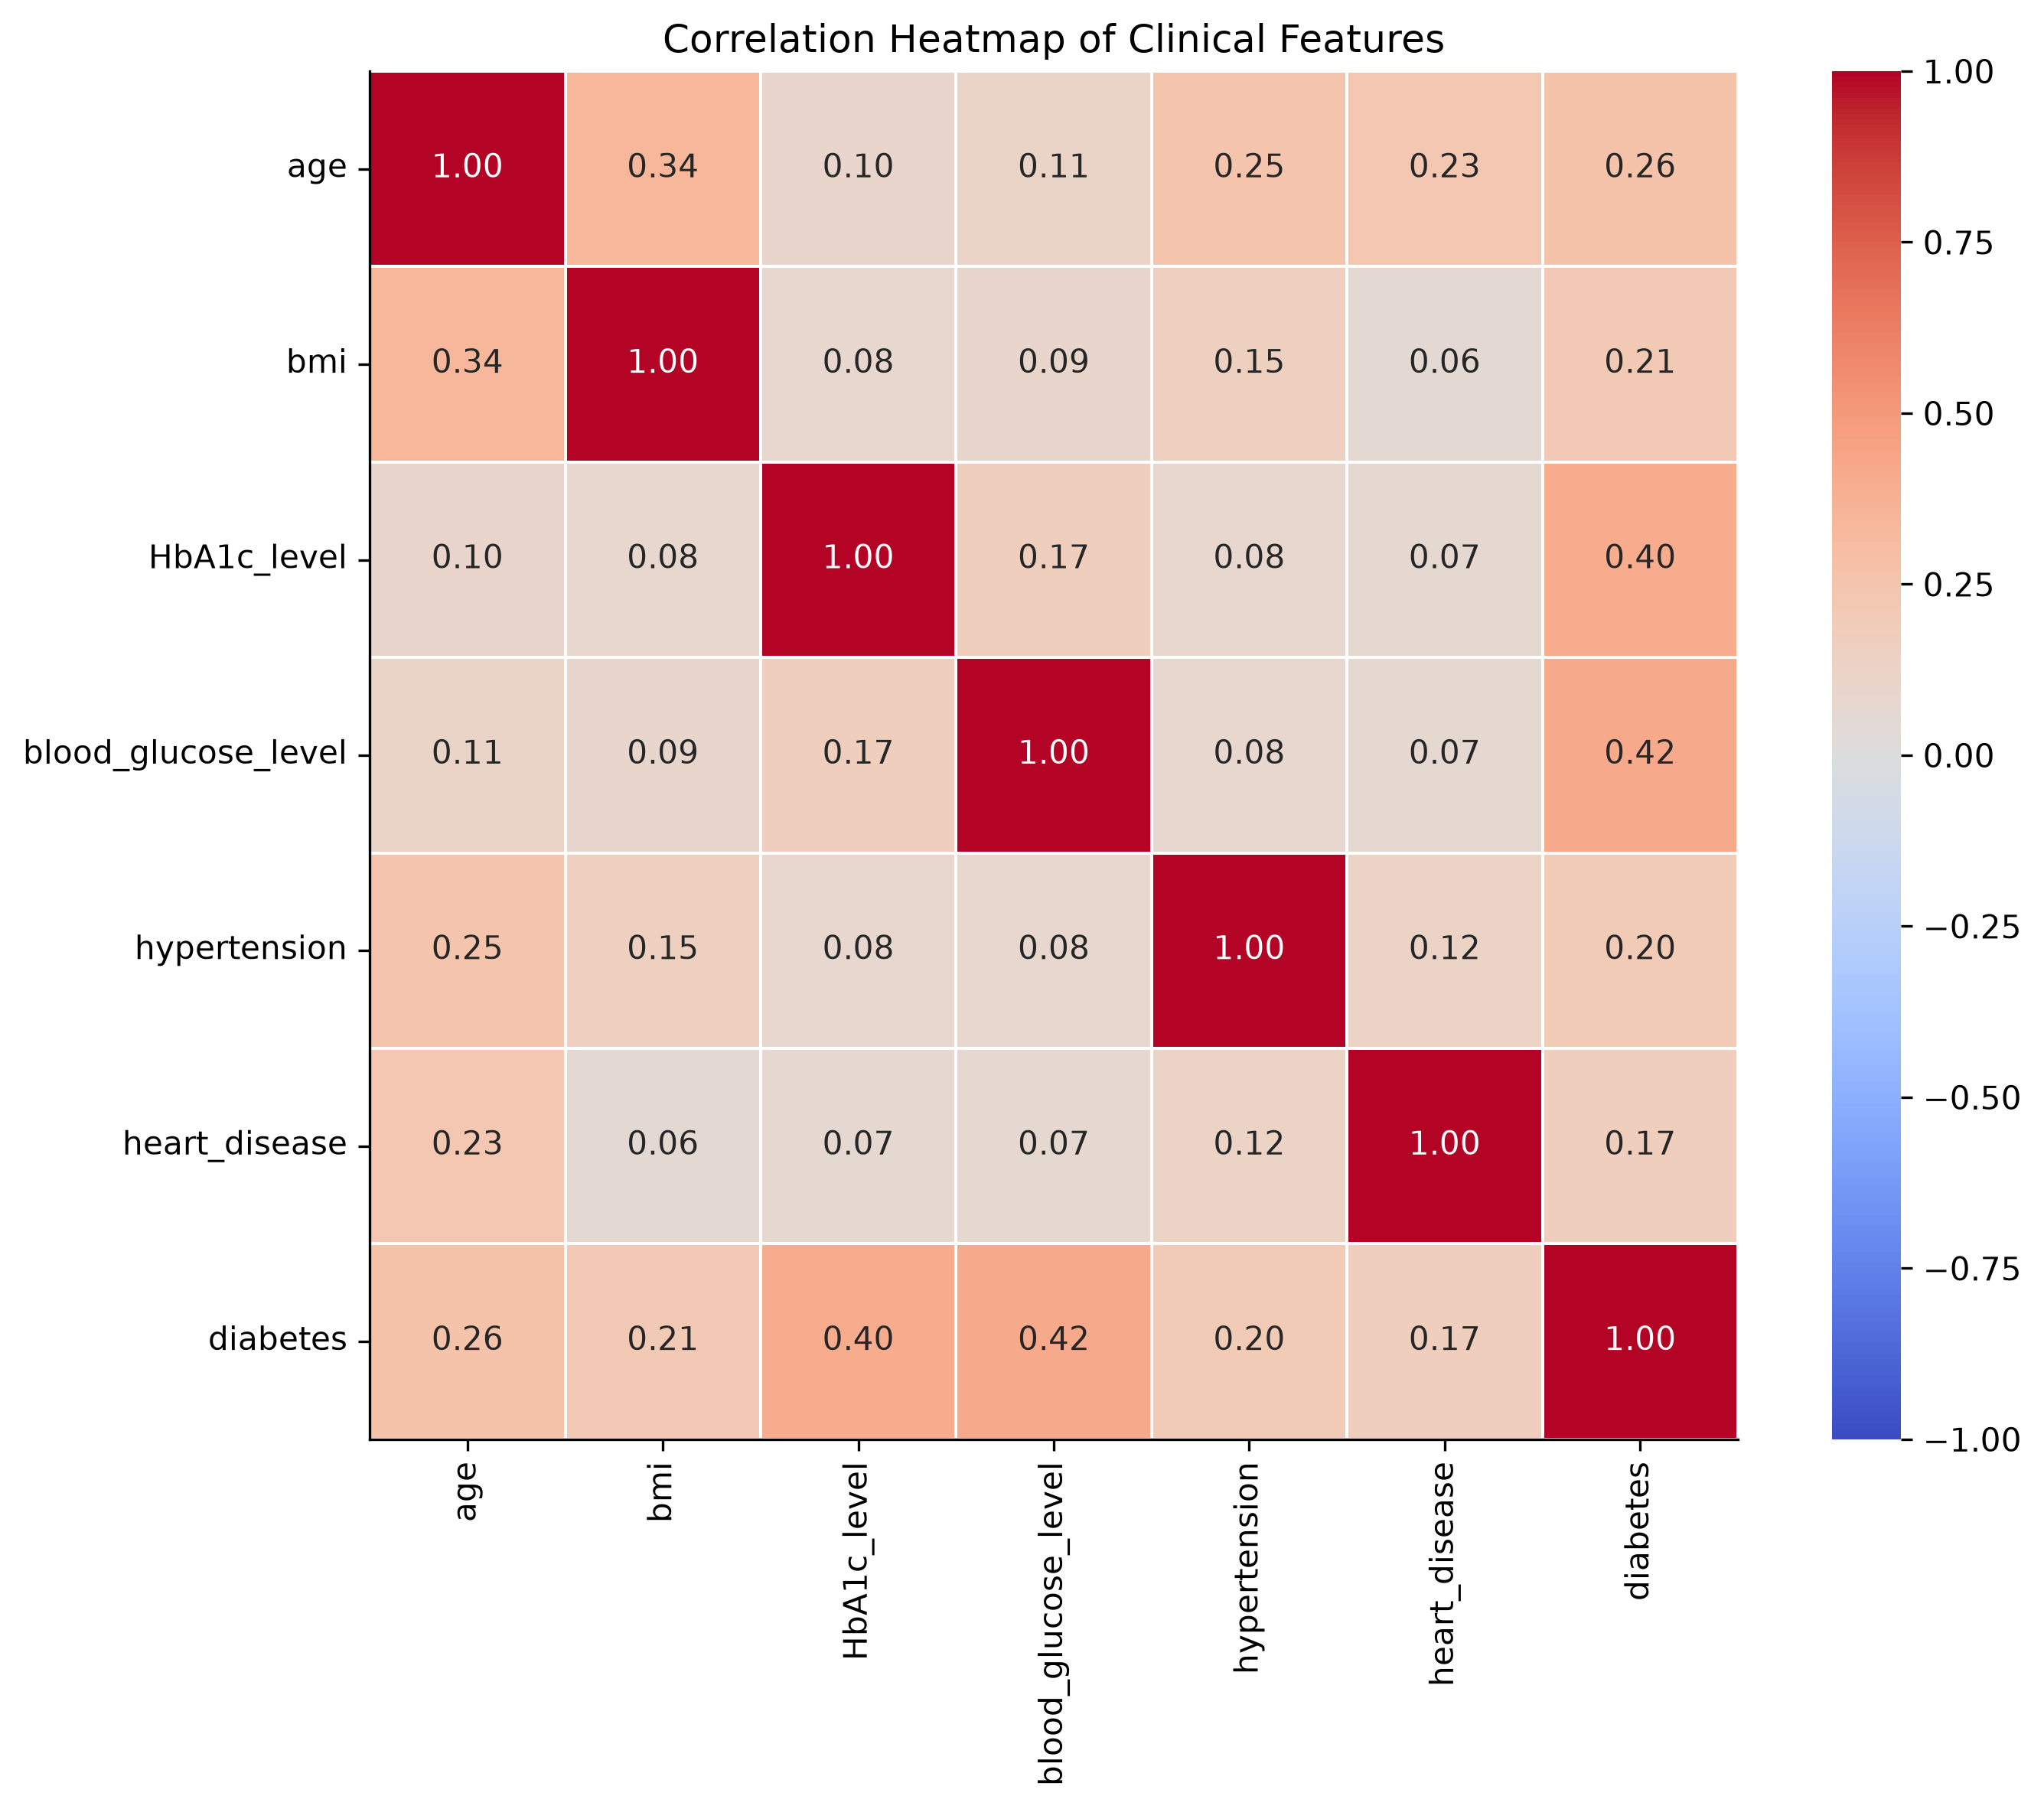 Correlation Heatmap of Clinical Features
age 1.00 0.34 0.10 0.11 0.25 0.23 0.26
bmi 0.34 1.00 0.08 0.09 0.15 0.06 0.21
HbA1c_level 0.10 0.08 1.00 0.17 0.08 0.07 0.40
blood_glucose_level 0.11 0.09 0.17 1.00 0.08 0.07 0.42
hypertension 0.25 0.15 0.08 0.08 1.00 0.12 0.20
heart_disease 0.23 0.06 0.07 0.07 0.12 1.00 0.17
diabetes 0.26 0.21 0.40 0.42 0.20 0.17 1.00
age
bmi
HbA1c_level
blood_glucose_level
hypertension
heart_disease
diabetes
1.00
0.75
0.50
0.25
0.00
−0.25
−0.50
−0.75
−1.00